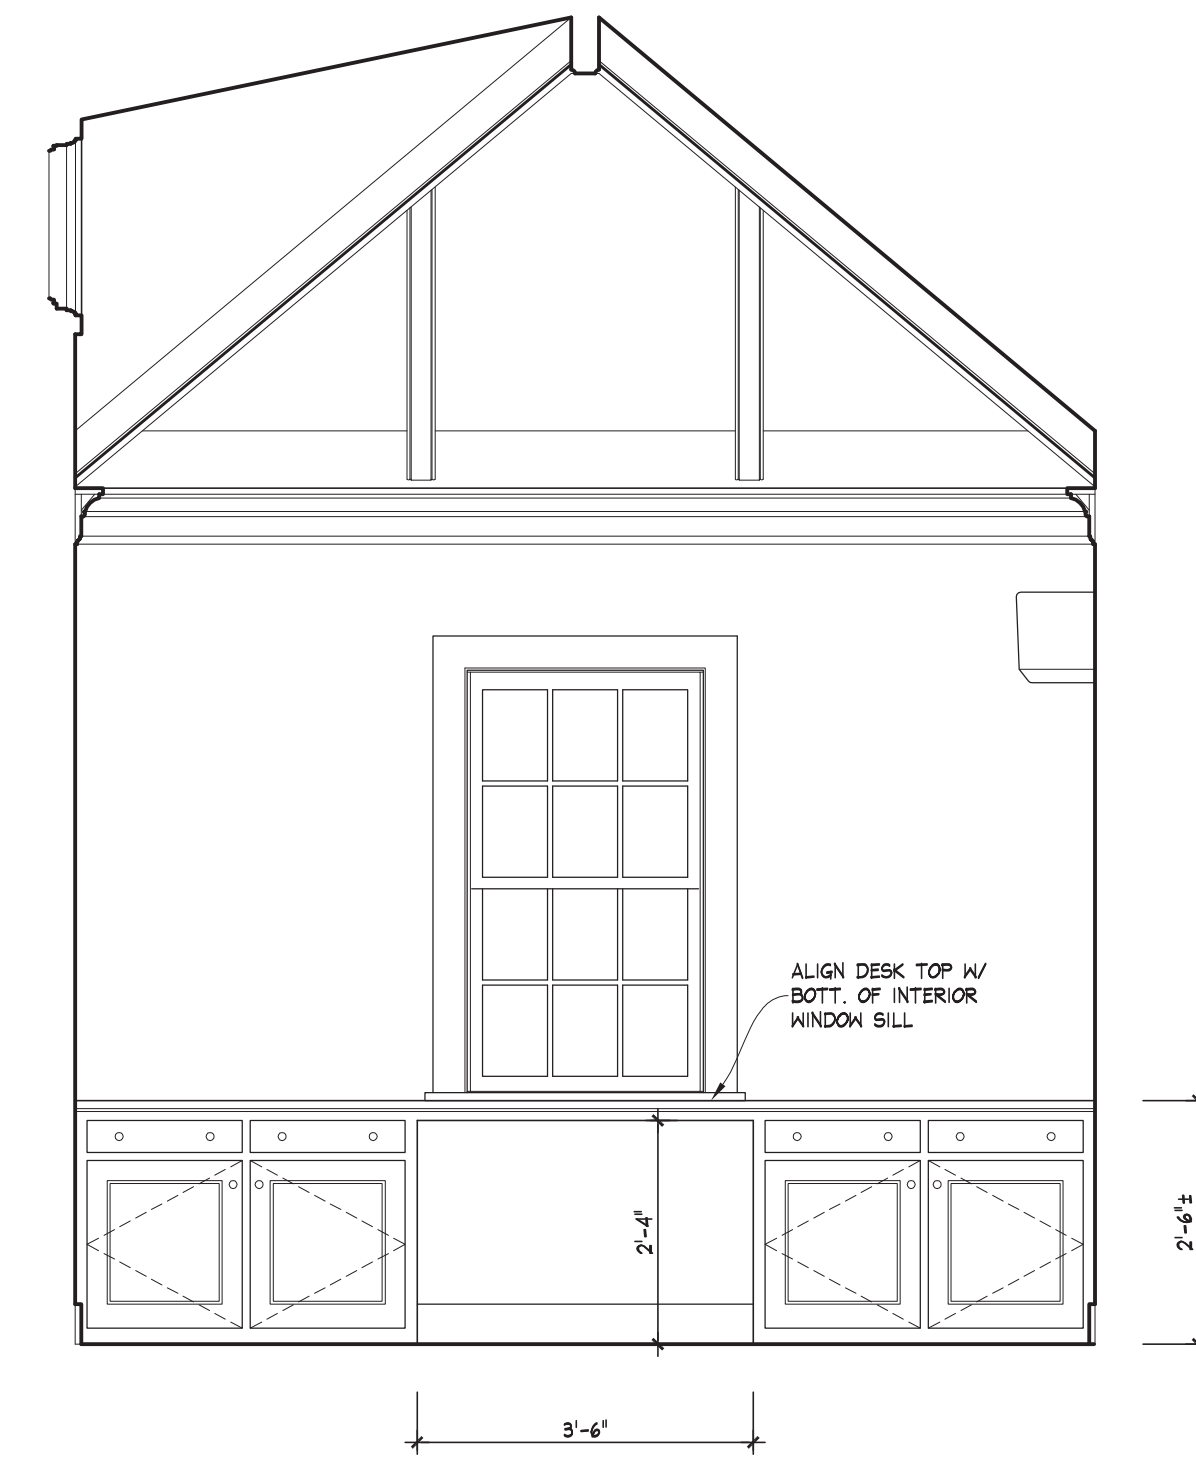 ALIGN DESK TOP W/
BOTT. OF INTERIOR
WINDOW SILL
2'-4"
2'-6"±
3'-6"